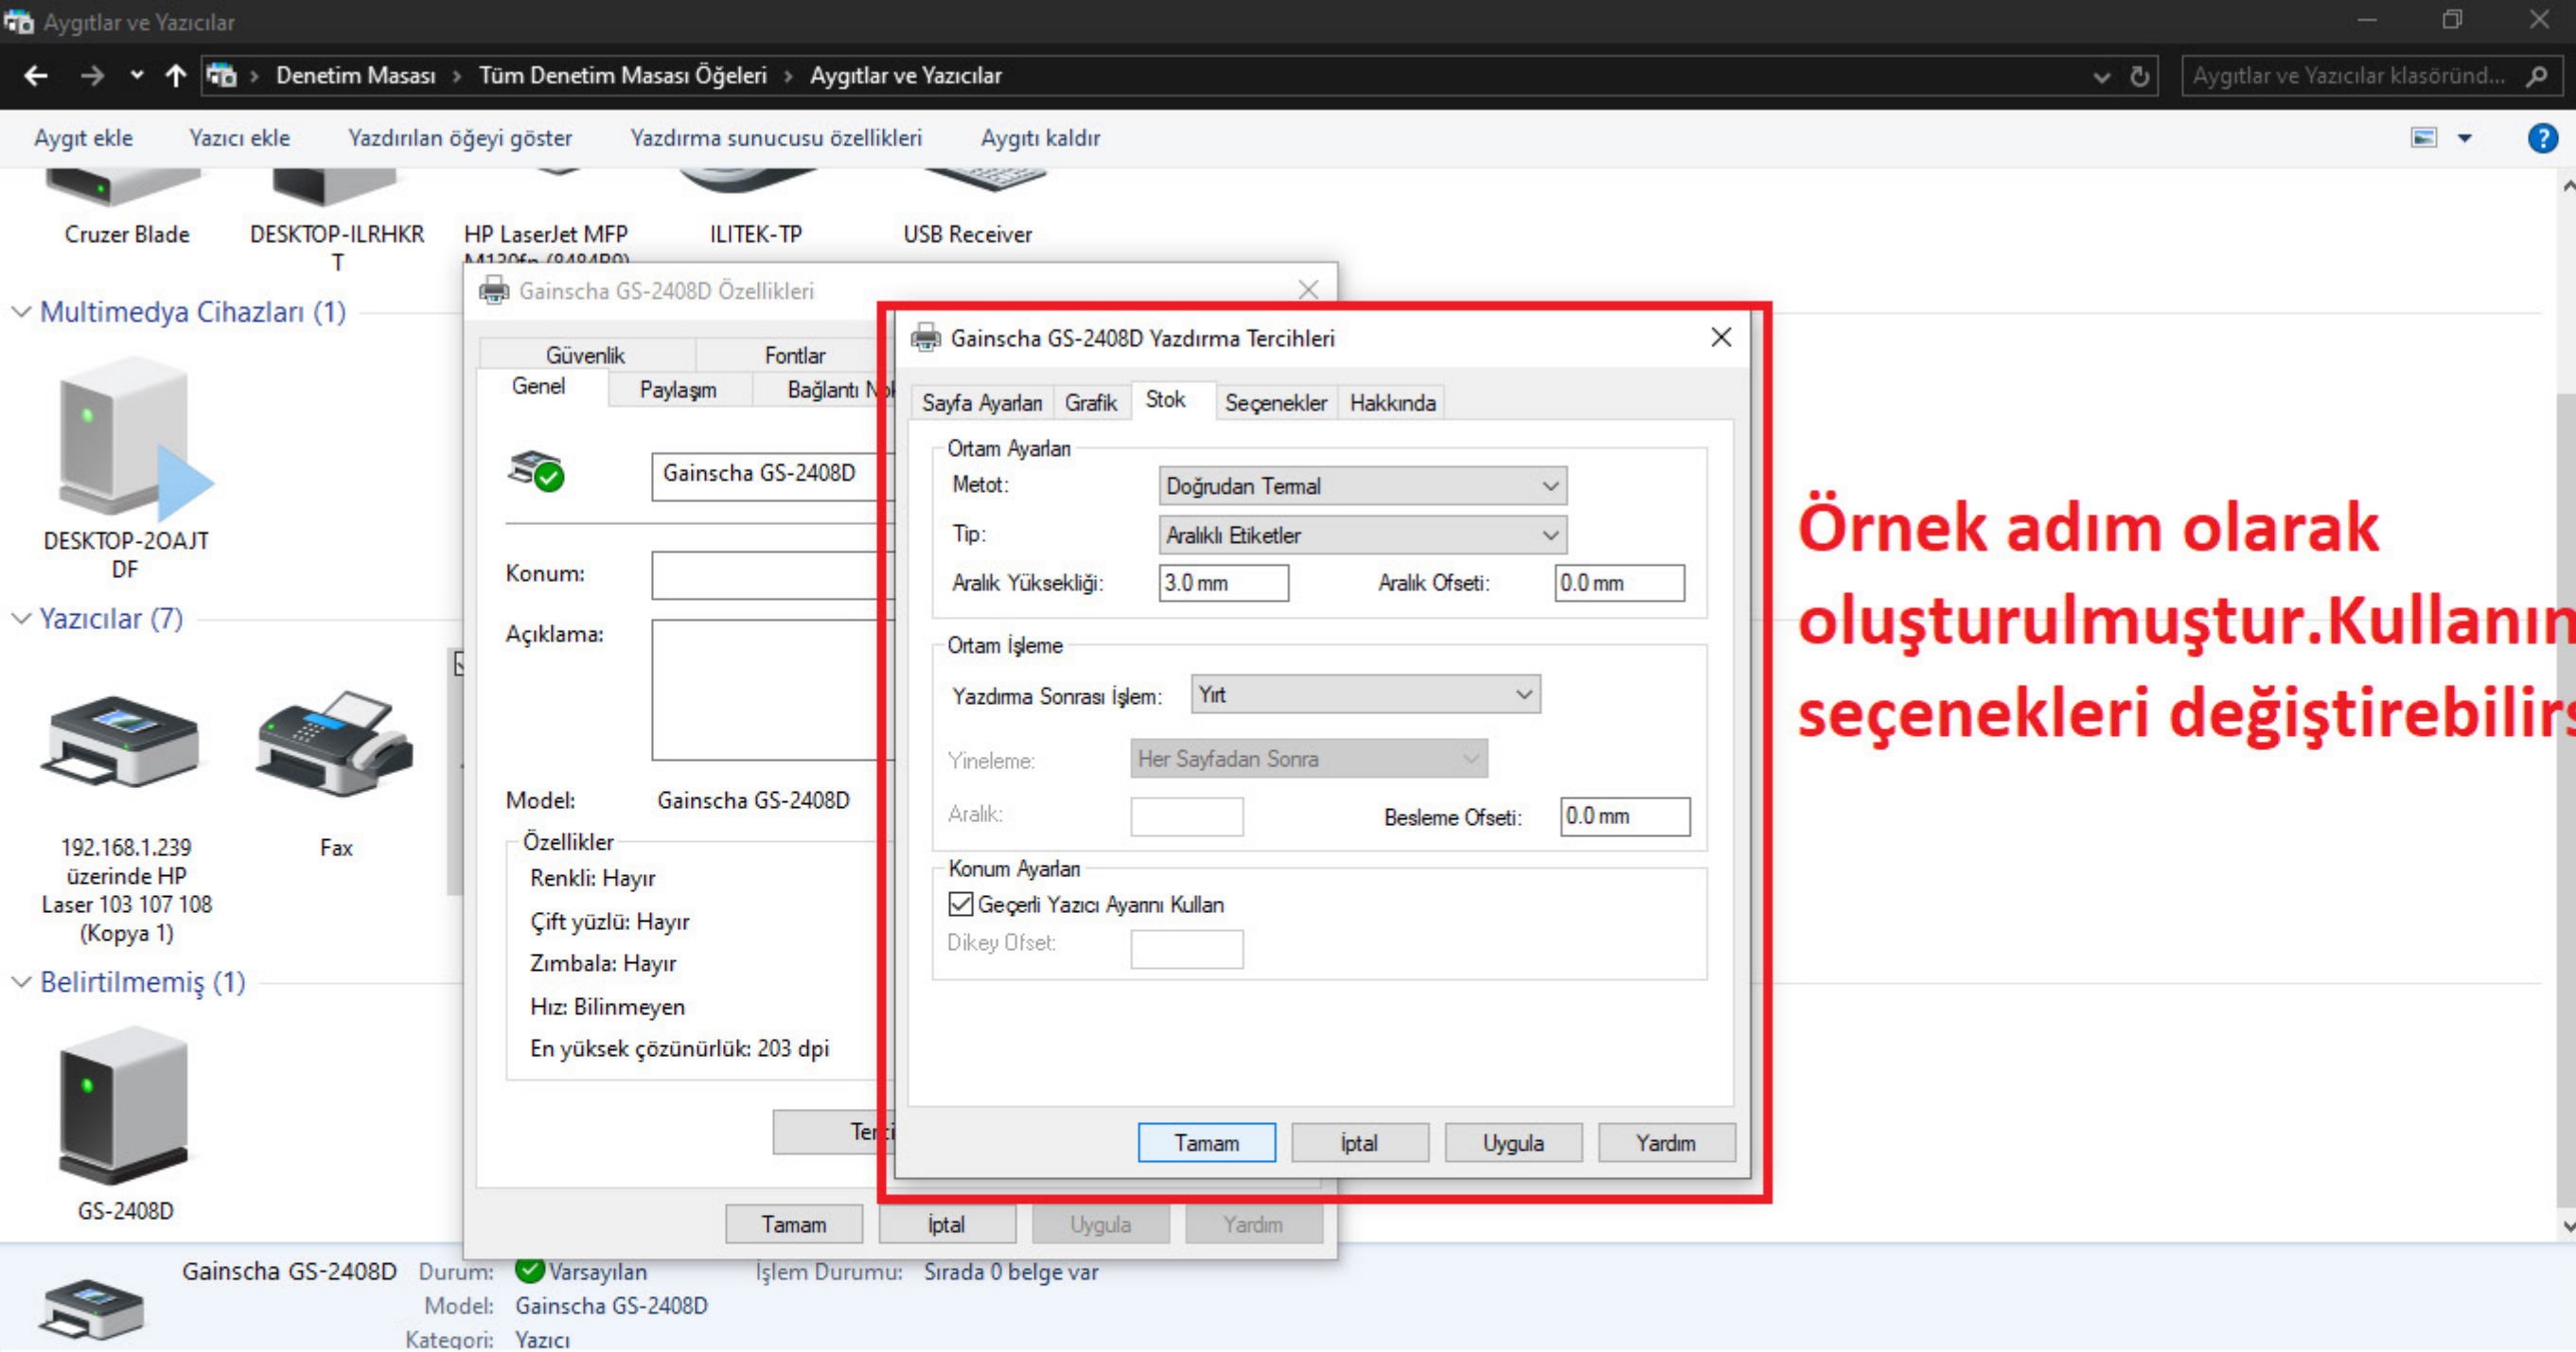 Aygıtlar ve Yazıcılar
Denetim Masası > Tüm Denetim Masası Öğeleri > Aygıtlar ve Yazıcılar
Aygıtlar ve Yazıcılar klasöründ...
Aygıt ekle Yazıcı ekle Yazdırılan öğeyi göster Yazdırma sunucusu özellikleri Aygıtı kaldır
Cruzer Blade
DESKTOP-ILRHKR
T
HP LaserJet MFP
M130fn (8484B9)
ILITEK-TP
USB Receiver
Multimedya Cihazları (1)
DESKTOP-2OAJT
DF
Yazıcılar (7)
192.168.1.239
üzerinde HP
Laser 103 107 108
(Kopya 1)
Fax
Belirtilmemiş (1)
GS-2408D
Gainscha GS-2408D Özellikleri
Güvenlik Fontlar
Genel Paylaşım Bağlantı
Gainscha GS-2408D
Konum:
Açıklama:
Model: Gainscha GS-2408D
Özellikler
Renkli: Hayır
Çift yüzlü: Hayır
Zımbala: Hayır
Hız: Bilinmeyen
En yüksek çözünürlük: 203 dpi
Tamam İptal Uygula Yardım
Gainscha GS-2408D Yazdırma Tercihleri
Sayfa Ayarları Grafik Stok Seçenekler Hakkında
Ortam Ayarları
Metot: Doğrudan Termal
Tip: Aralıklı Etiketler
Aralık Yüksekliği: 3.0 mm Aralık Ofseti: 0.0 mm
Ortam İşleme
Yazdırma Sonrası İşlem: Yırt
Yineleme: Her Sayfadan Sonra
Aralık: Besleme Ofseti: 0.0 mm
Konum Ayarları
Geçerli Yazıcı Ayarını Kullan
Dikey Ofset:
Tamam İptal Uygula Yardım
Örnek adım olarak
oluşturulmuştur.Kullanın
seçenekleri değiştirebilirs
Gainscha GS-2408D Durum: Varsayılan İşlem Durumu: Sırada 0 belge var
Model: Gainscha GS-2408D
Kategori: Yazıcı